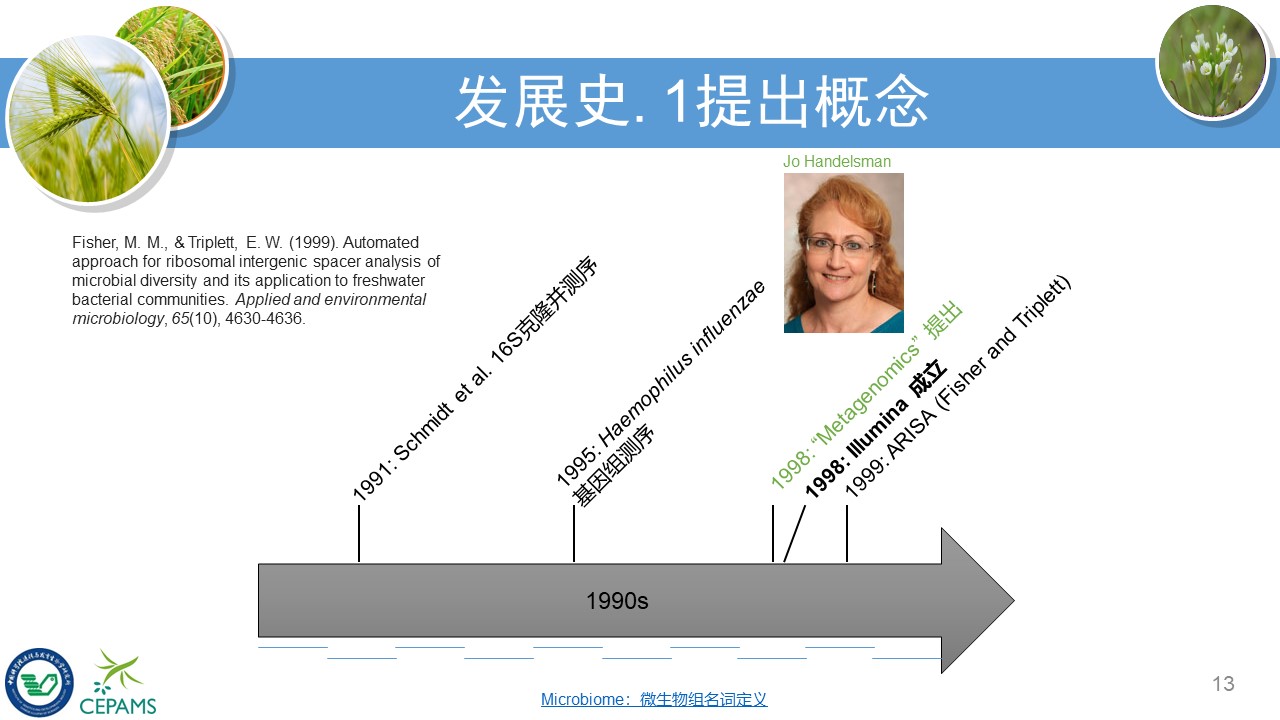 发展史. 1提出概念
Jo Handelsman
Fisher, M. M., & Triplett, E. W. (1999). Automated
approach for ribosomal intergenic spacer analysis of
microbial diversity and its application to freshwater
bacterial communities. Applied and environmental
microbiology, 65(10), 4630-4636.
1991: Schmidt et al. 16S克隆并测序
1995: Haemophilus influenzae
基因组测序
1998: “Metagenomics” 提出
1998: Illumina 成立
1999: ARISA (Fisher and Triplett)
1990s
CEPAMS
Microbiome：微生物组名词定义
13